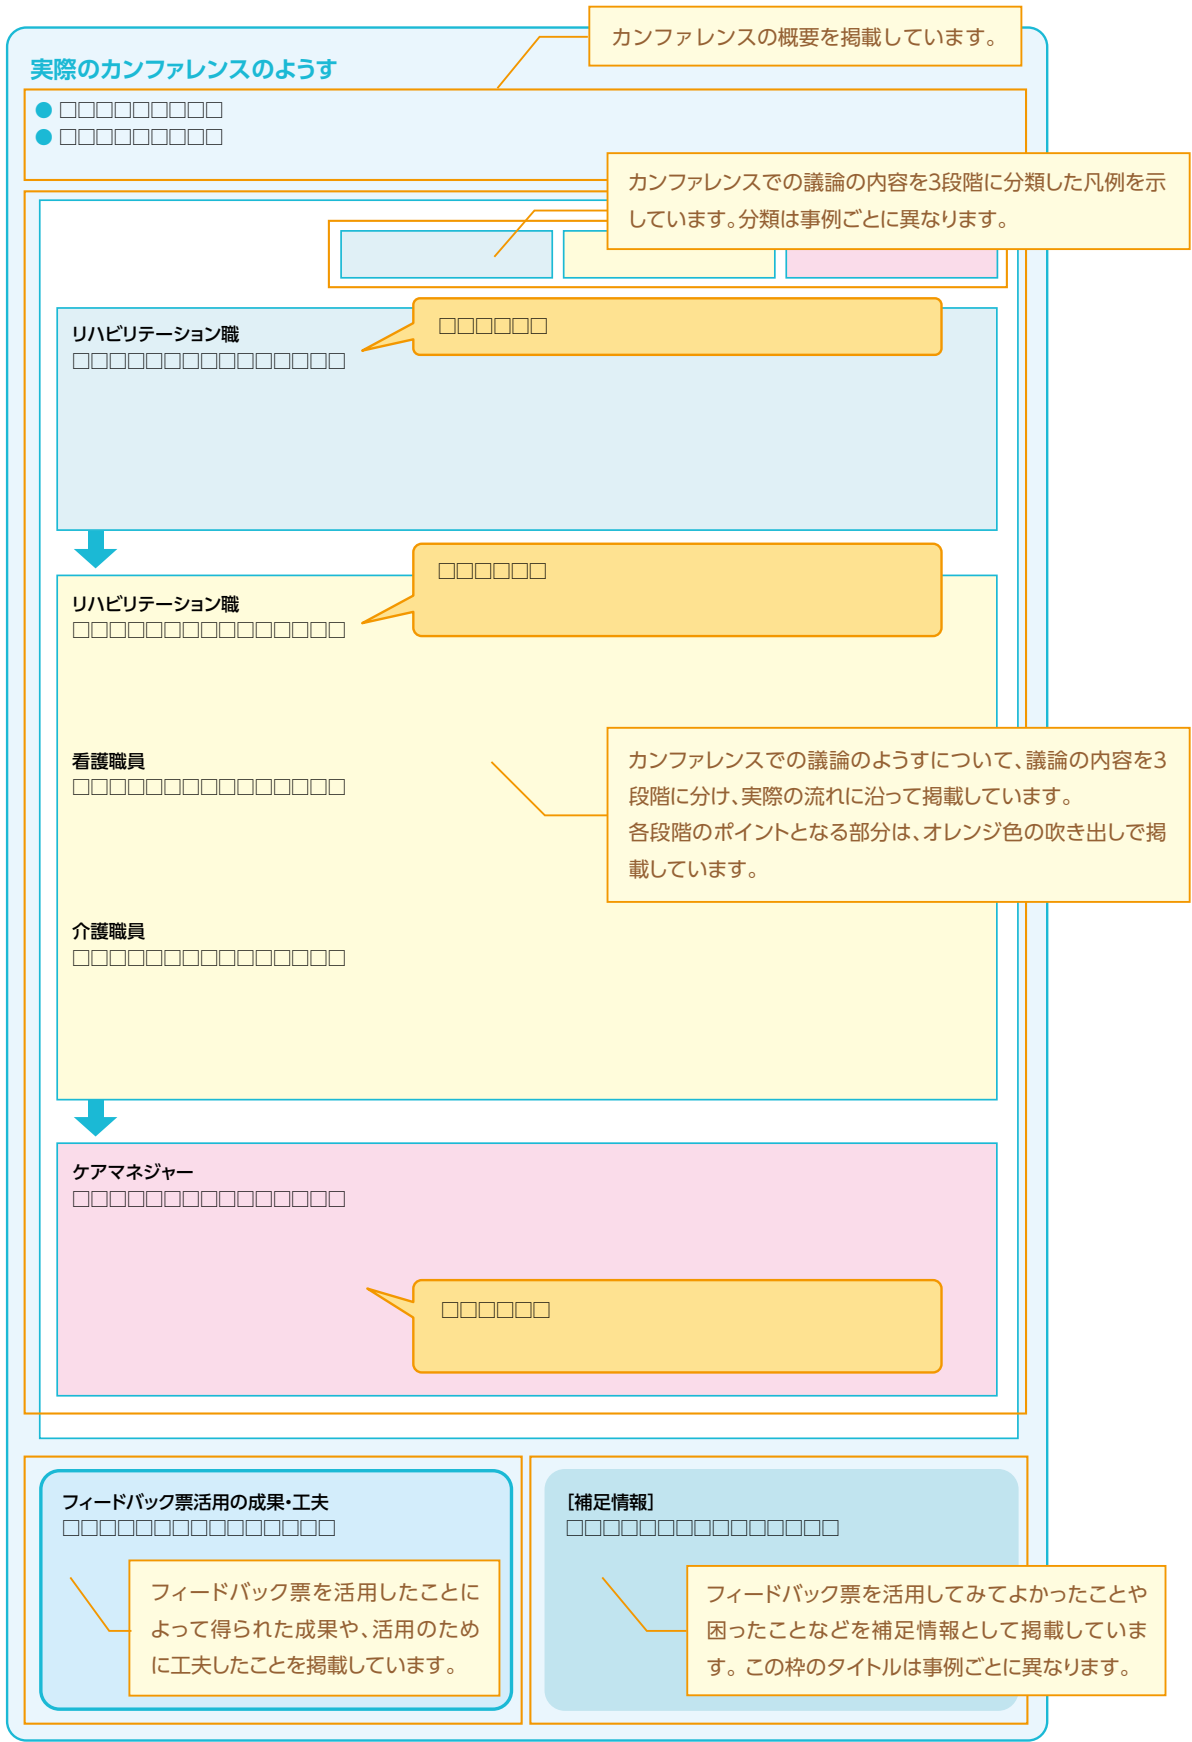 カンファレンスの概要を掲載しています。
実際のカンファレンスのようす
● □□□□□□□□□
● □□□□□□□□□
カンファレンスでの議論の内容を3段階に分類した凡例を示
しています。分類は事例ごとに異なります。
□□□□□□
リハビリテーション職
□□□□□□□□□□□□□□□
□□□□□□
リハビリテーション職
□□□□□□□□□□□□□□□
看護職員
□□□□□□□□□□□□□□□
カンファレンスでの議論のようすについて、議論の内容を3
段階に分け、実際の流れに沿って掲載しています。
各段階のポイントとなる部分は、オレンジ色の吹き出しで掲
載しています。
介護職員
□□□□□□□□□□□□□□□
ケアマネジャー
□□□□□□□□□□□□□□□
□□□□□□
フィードバック票活用の成果・工夫
□□□□□□□□□□□□□□□
フィードバック票を活用したことに
よって得られた成果や、活用のため
に工夫したことを掲載しています。
[補足情報]
□□□□□□□□□□□□□□□
フィードバック票を活用してみてよかったことや
困ったことなどを補足情報として掲載していま
す。この枠のタイトルは事例ごとに異なります。